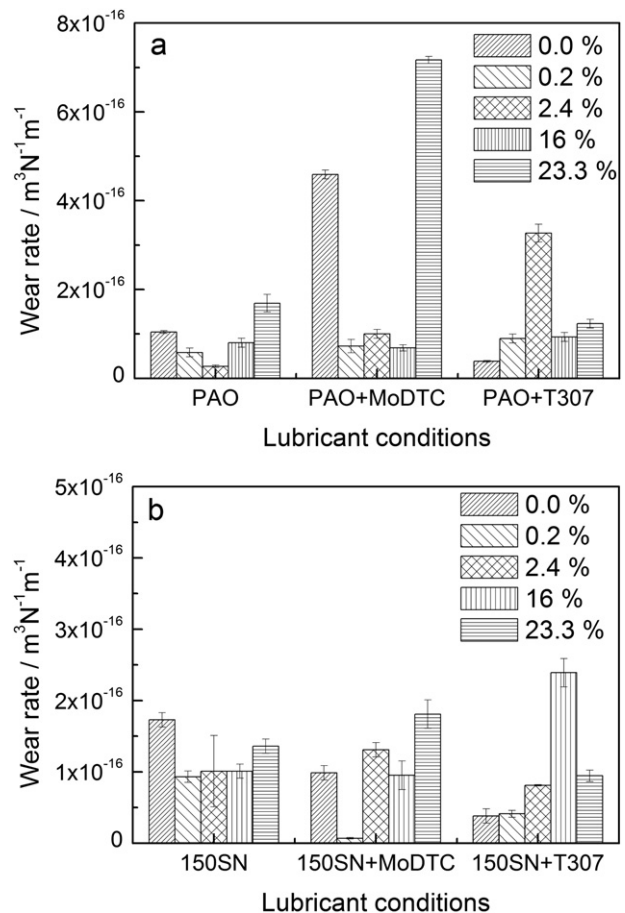 a
8x10⁻¹⁶
6x10⁻¹⁶
4x10⁻¹⁶
2x10⁻¹⁶
0
Wear rate / m³N⁻¹m⁻¹
0.0 %
0.2 %
2.4 %
16 %
23.3 %
PAO PAO+MoDTC PAO+T307
Lubricant conditions
b
5x10⁻¹⁶
4x10⁻¹⁶
3x10⁻¹⁶
2x10⁻¹⁶
1x10⁻¹⁶
0
Wear rate / m³N⁻¹m⁻¹
0.0 %
0.2 %
2.4 %
16 %
23.3 %
150SN 150SN+MoDTC 150SN+T307
Lubricant conditions